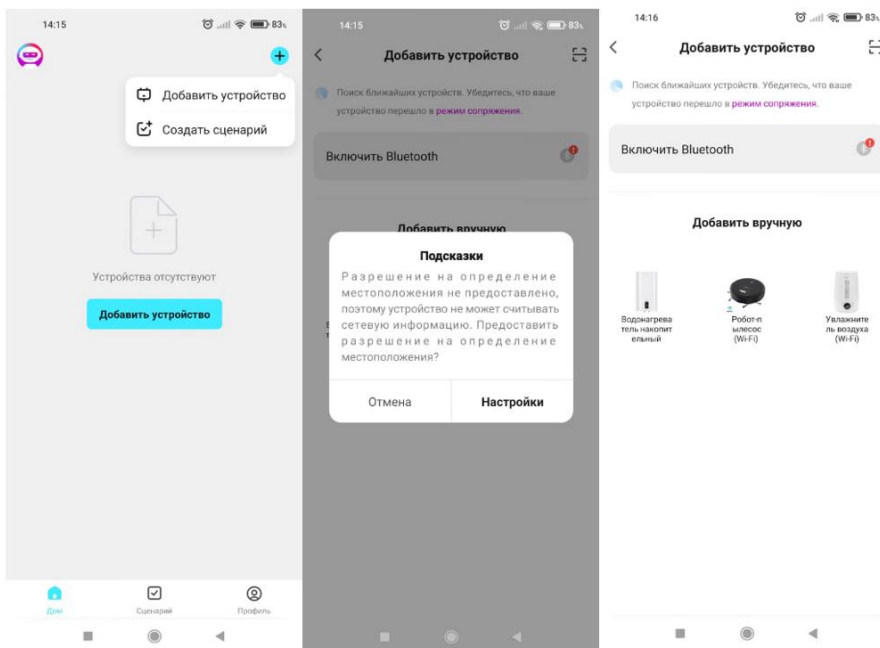 14:15
83%
Добавить устройство
Создать сценарий
Устройства отсутствуют
Добавить устройство
Дом
Сценарий
Профиль
14:15
83%
Добавить устройство
Поиск ближайших устройств. Убедитесь, что ваше
устройство перешло в режим сопряжения.
Включить Bluetooth
Добавить вручную
Подсказки
Разрешение на определение
местоположения не предоставлено,
поэтому устройство не может считывать
сетевую информацию. Предоставить
разрешение на определение
местоположения?
Отмена
Настройки
14:16
83%
Добавить устройство
Поиск ближайших устройств. Убедитесь, что ваше
устройство перешло в режим сопряжения.
Включить Bluetooth
Добавить вручную
Водонагрева
тель накопит
ельный
Робот-п
ылесос
(Wi-Fi)
Увлажните
ль воздуха
(Wi-Fi)